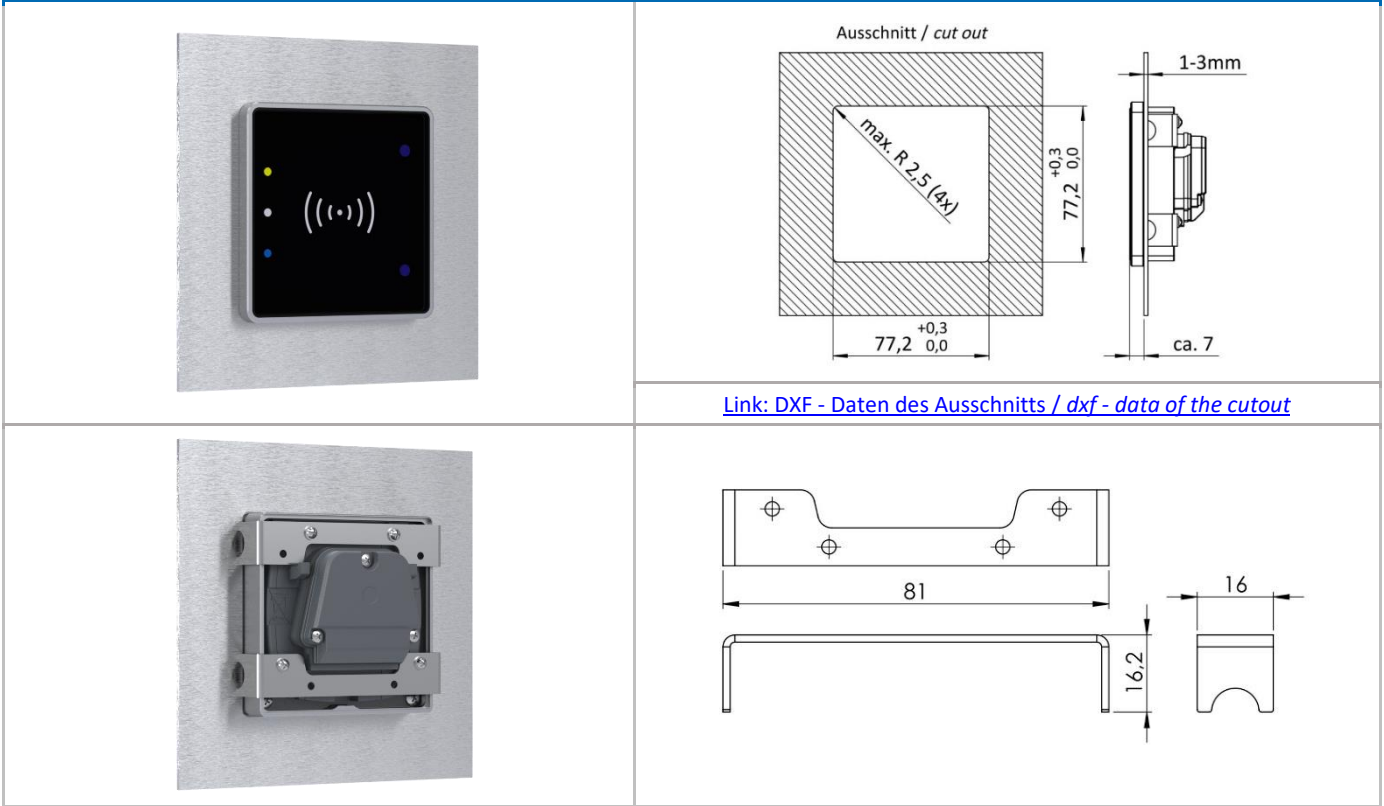 Ausschnitt / cut out
1-3mm
max. R 2,5 (4x)
+0,3
77,2 0,0
+0,3
77,2 0,0
ca. 7
Link: DXF - Daten des Ausschnitts / dxf - data of the cutout
81
16
16,2